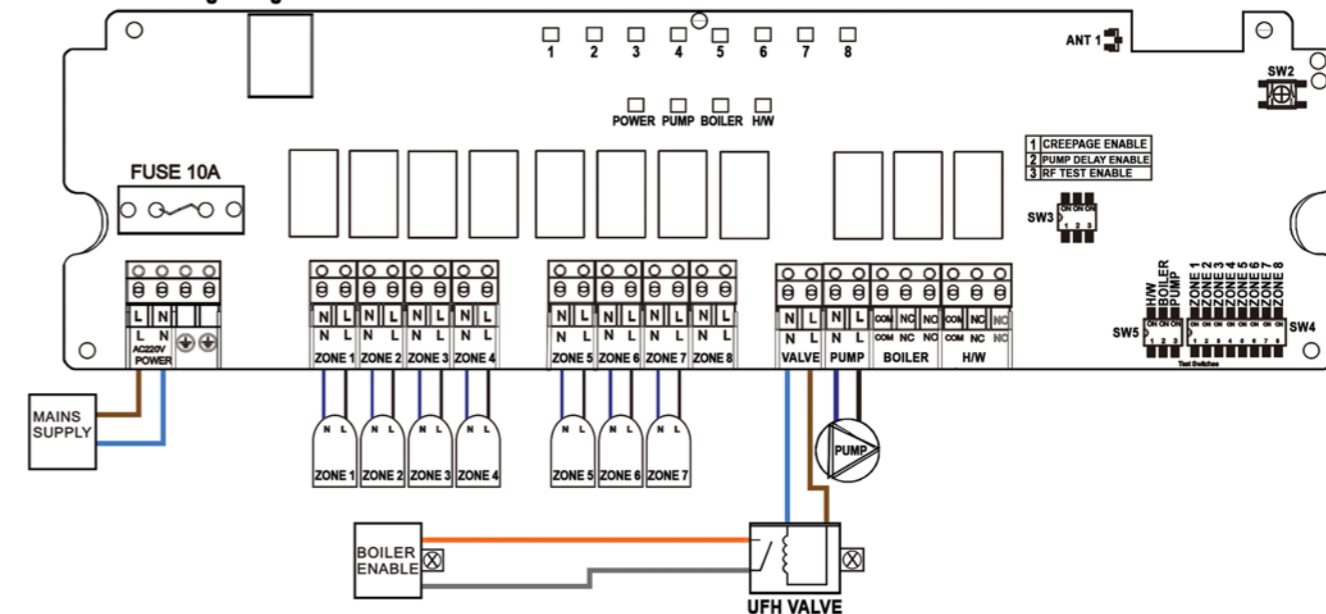 1 2 3 4 5 6 7 8
ANT 1
SW2
POWER PUMP BOILER H/W
1 CREEPAGE ENABLE
2 PUMP DELAY ENABLE
3 RF TEST ENABLE
FUSE 10A
SW3
ON ON ON
1 2 3
H/W
BOILER
PUMP
ZONE 1
ZONE 2
ZONE 3
ZONE 4
ZONE 5
ZONE 6
ZONE 7
ZONE 8
SW5
ON ON ON
1 2 3
ON ON ON ON ON ON ON ON
1 2 3 4 5 6 7 8
SW4
Test Switches
L N
L N
AC220V
POWER
N L N L N L N L
N L N L N L N L
ZONE 1 ZONE 2 ZONE 3 ZONE 4
N L N L N L N L
N L N L N L N L
ZONE 5 ZONE 6 ZONE 7 ZONE 8
N L N L COM NC NO COM NC NO
N L N L COM NC NO COM NC NO
VALVE PUMP BOILER H/W
MAINS
SUPPLY
N L N L N L N L
ZONE 1 ZONE 2 ZONE 3 ZONE 4
N L N L N L
ZONE 5 ZONE 6 ZONE 7
PUMP
BOILER
ENABLE
UFH VALVE